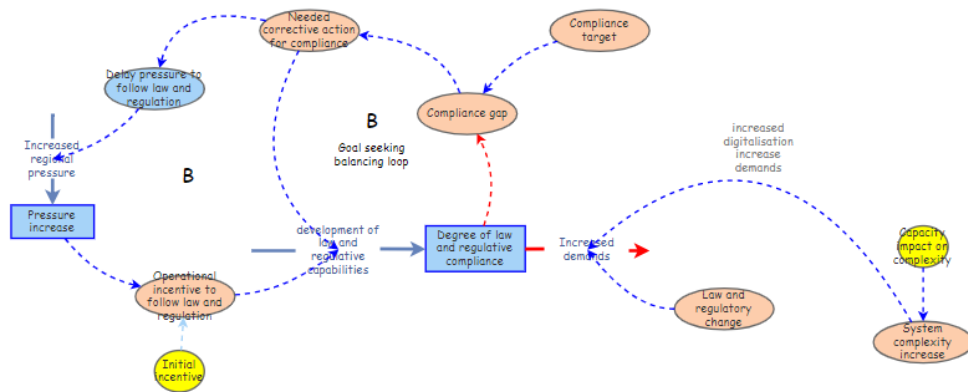 Needed
corrective action
for compliance
Compliance
target
Delay pressure to
follow law and
regulation
Compliance gap
B
Goal seeking
balancing loop
increased
digitalisation
increase
demands
Increased
regional
pressure
B
Pressure
increase
development of
law and
regulative
capabilities
Degree of law
and regulative
compliance
Increased
demands
Capacity
impact on
complexity
Operational
incentive to
follow law and
regulation
Law and
regulatory
change
System
complexity
increase
Initial
incentive